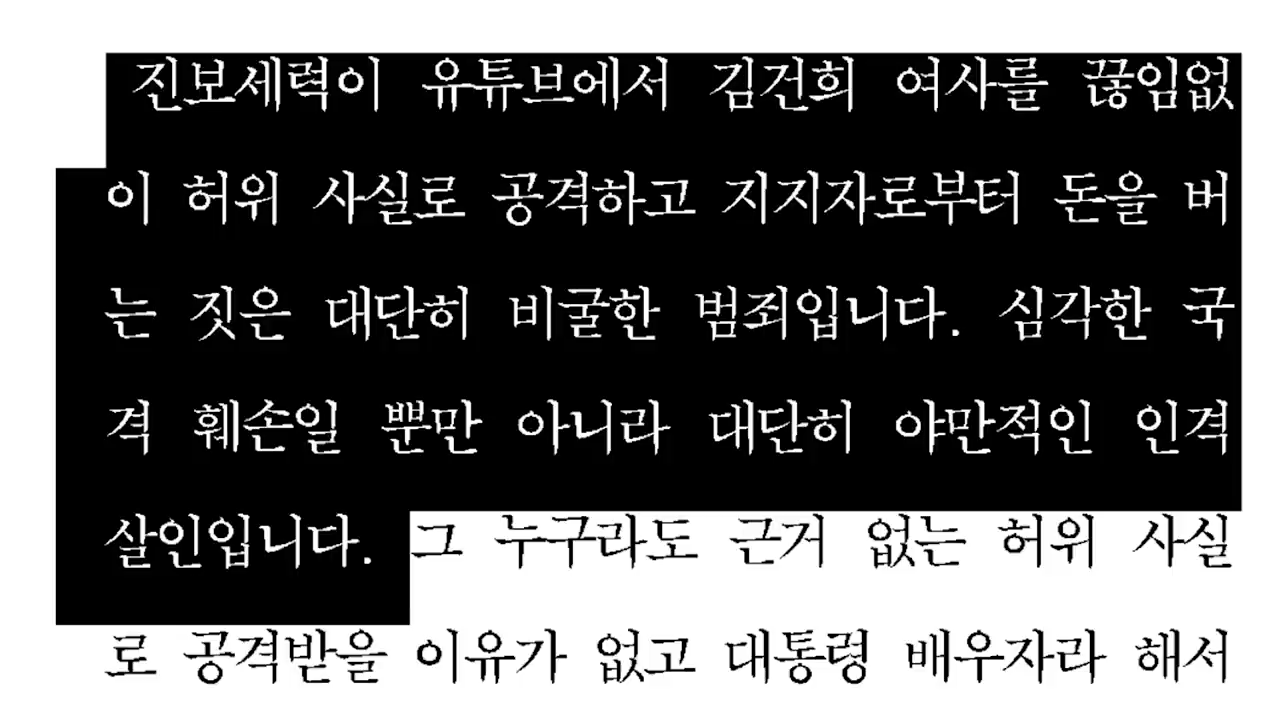 진보세력이 유튜브에서 김건희 여사를 끊임없
이 허위 사실로 공격하고 지지자로부터 돈을 버
는 짓은 대단히 비굴한 범죄입니다. 심각한 국
격 훼손일 뿐만 아니라 대단히 야만적인 인격
살인입니다. 그 누구라도 근거 없는 허위 사실
로 공격받을 이유가 없고 대통령 배우자라 해서